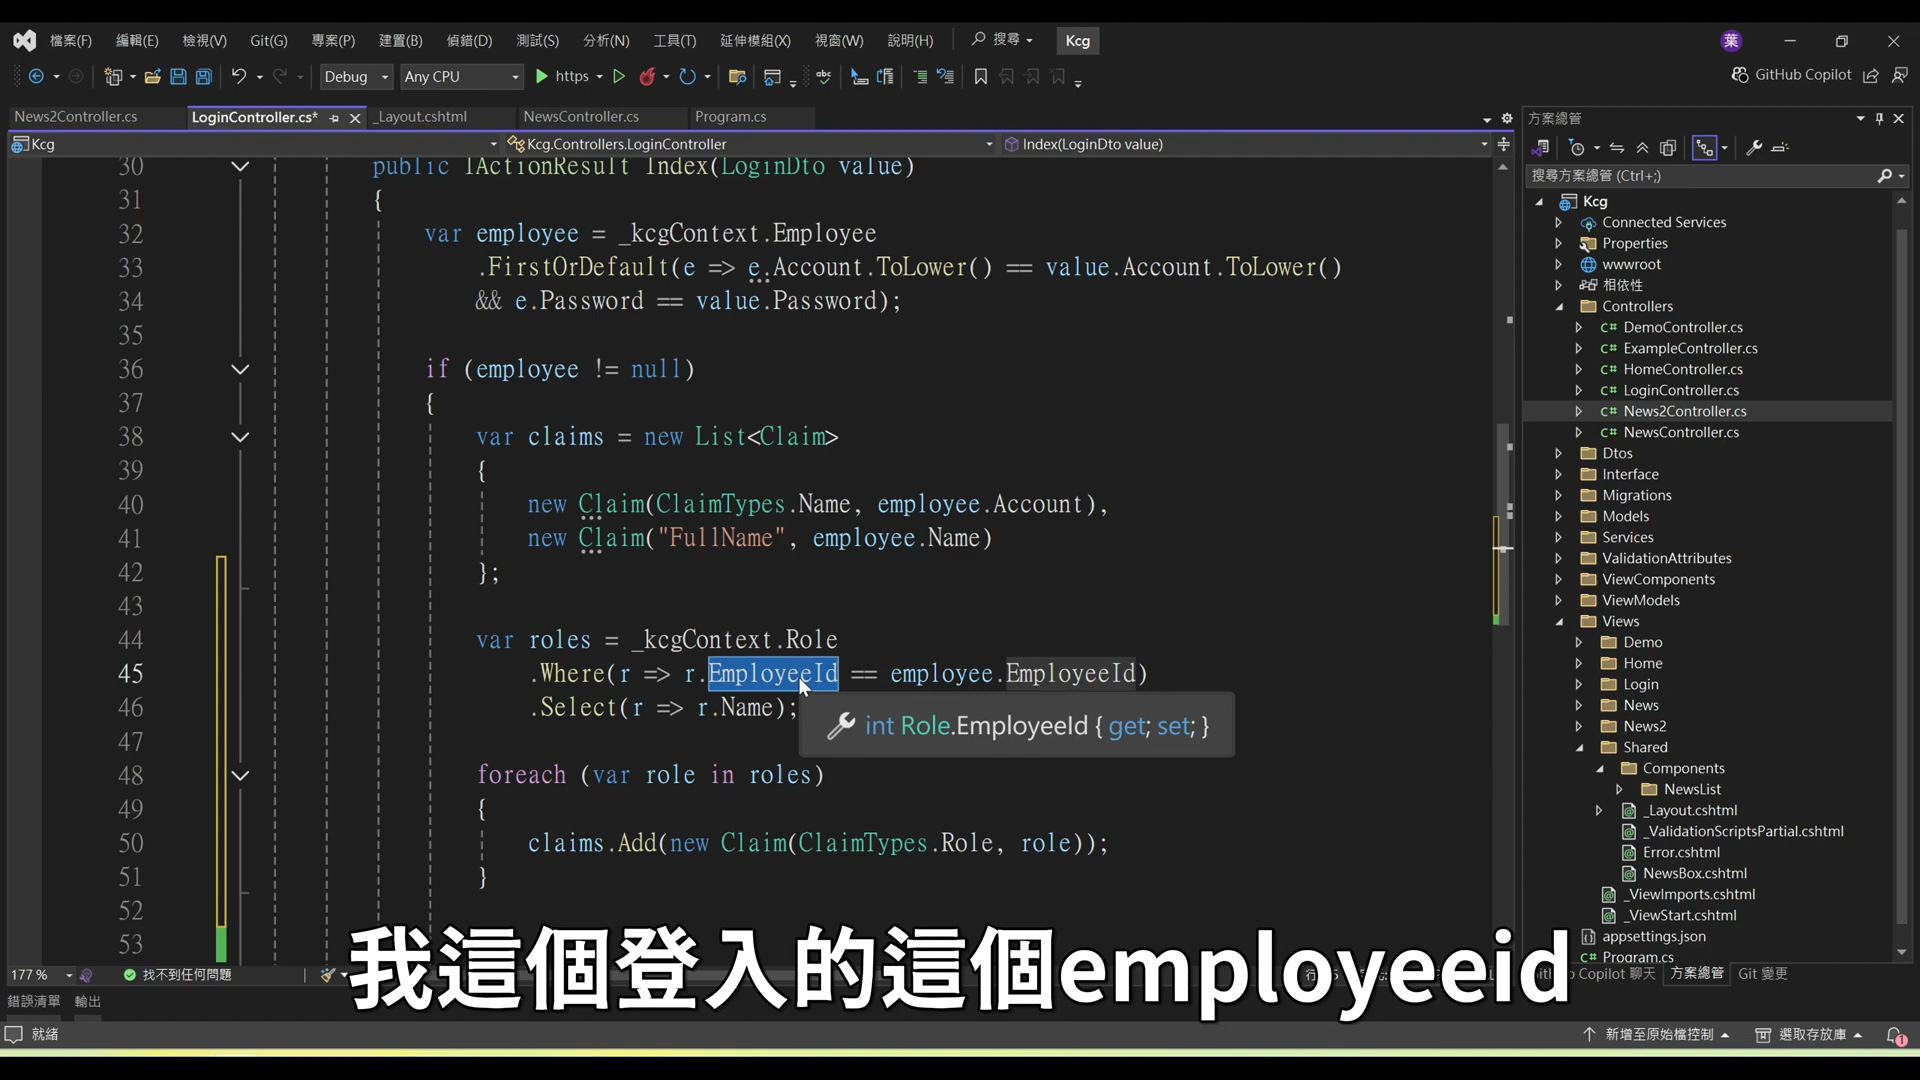 檔案(F) 編輯(E) 檢視(V) Git(G) 專案(P) 建置(B) 偵錯(D) 測試(S) 分析(N) 工具(T) 延伸模組(X) 視窗(W) 說明(H) 搜尋 Kcg 葉
Debug Any CPU https GitHub Copilot
News2Controller.cs LoginController.cs* _Layout.cshtml NewsController.cs Program.cs
Kcg Kcg.Controllers.LoginController Index(LoginDto value)
30 public IActionResult Index(LoginDto value)
31 {
32 var employee = _kcgContext.Employee
33 .FirstOrDefault(e => e.Account.ToLower() == value.Account.ToLower()
34 && e.Password == value.Password);
35
36 if (employee != null)
37 {
38 var claims = new List<Claim>
39 {
40 new Claim(ClaimTypes.Name, employee.Account),
41 new Claim("FullName", employee.Name)
42 };
43
44 var roles = _kcgContext.Role
45 .Where(r => r.EmployeeId == employee.EmployeeId)
46 .Select(r => r.Name);
int Role.EmployeeId { get; set; }
47
48 foreach (var role in roles)
49 {
50 claims.Add(new Claim(ClaimTypes.Role, role));
51 }
52
53
我這個登入的這個employeeid
177 % 找不到任何問題
錯誤清單 輸出
就緒
方案總管
搜尋方案總管 (Ctrl+;)
Kcg
Connected Services
Properties
wwwroot
相依性
Controllers
C# DemoController.cs
C# ExampleController.cs
C# HomeController.cs
C# LoginController.cs
C# News2Controller.cs
C# NewsController.cs
Dtos
Interface
Migrations
Models
Services
ValidationAttributes
ViewComponents
ViewModels
Views
Demo
Home
Login
News
News2
Shared
Components
NewsList
_Layout.cshtml
_ValidationScriptsPartial.cshtml
Error.cshtml
NewsBox.cshtml
_ViewImports.cshtml
_ViewStart.cshtml
appsettings.json
C# Program.cs
Copilot 聊天 方案總管 Git 變更
新增至原始檔控制 選取存放庫 1